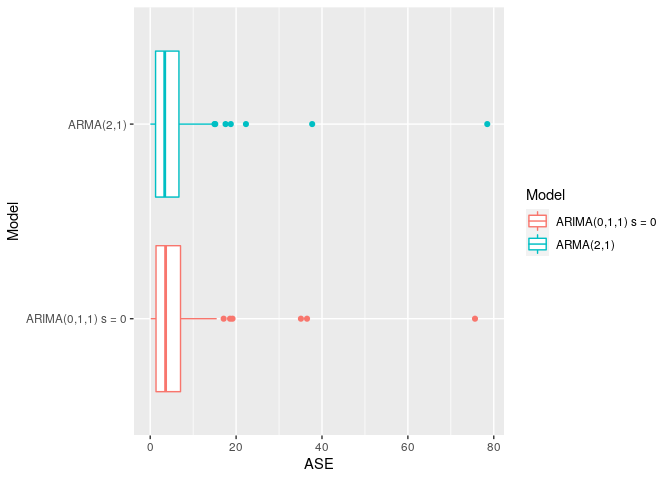 Model
ARMA(2,1)
ARIMA(0,1,1) s = 0
0
20
40
60
80
ASE
Model
ARIMA(0,1,1) s = 0
ARMA(2,1)